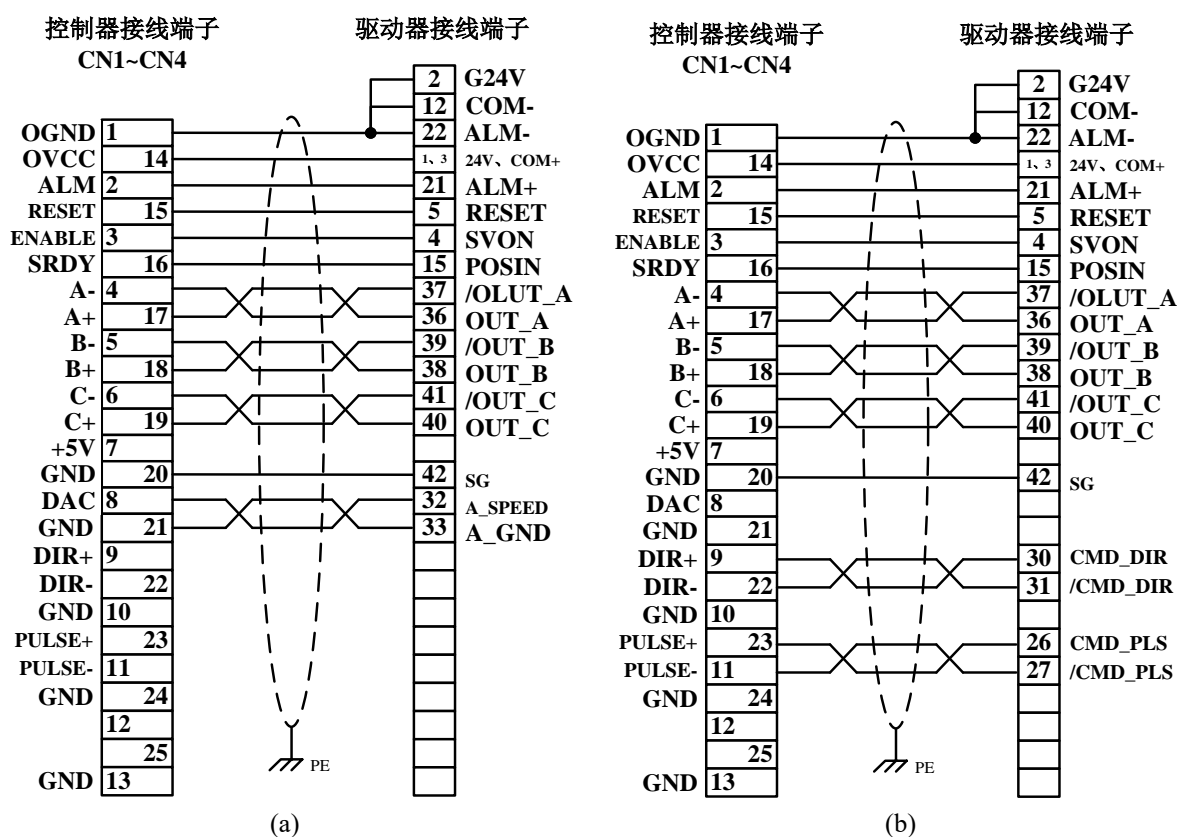 控制器接线端子 驱动器接线端子
CN1~CN4
2 G24V
12 COM-
OGND 1 22 ALM-
OVCC 14 1、3 24V、COM+
ALM 2 21 ALM+
RESET 15 5 RESET
ENABLE 3 4 SVON
SRDY 16 15 POSIN
A- 4 37 /OLUT_A
A+ 17 36 OUT_A
B- 5 39 /OUT_B
B+ 18 38 OUT_B
C- 6 41 /OUT_C
C+ 19 40 OUT_C
+5V 7
GND 20 42 SG
DAC 8 32 A_SPEED
GND 21 33 A_GND
DIR+ 9
DIR- 22
GND 10
PULSE+ 23
PULSE- 11
GND 24
12
25
PE
GND 13
(a)
控制器接线端子 驱动器接线端子
CN1~CN4
2 G24V
12 COM-
OGND 1 22 ALM-
OVCC 14 1、3 24V、COM+
ALM 2 21 ALM+
RESET 15 5 RESET
ENABLE 3 4 SVON
SRDY 16 15 POSIN
A- 4 37 /OLUT_A
A+ 17 36 OUT_A
B- 5 39 /OUT_B
B+ 18 38 OUT_B
C- 6 41 /OUT_C
C+ 19 40 OUT_C
+5V 7
GND 20 42 SG
DAC 8
GND 21
DIR+ 9 30 CMD_DIR
DIR- 22 31 /CMD_DIR
GND 10
PULSE+ 23 26 CMD_PLS
PULSE- 11 27 /CMD_PLS
GND 24
12
25
PE
GND 13
(b)